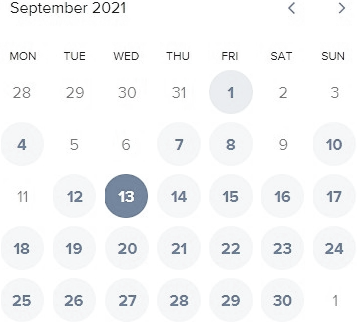 September 2021
MON TUE WED THU FRI SAT SUN
28 29 30 31 1 2 3
4 5 6 7 8 9 10
11 12 13 14 15 16 17
18 19 20 21 22 23 24
25 26 27 28 29 30 1